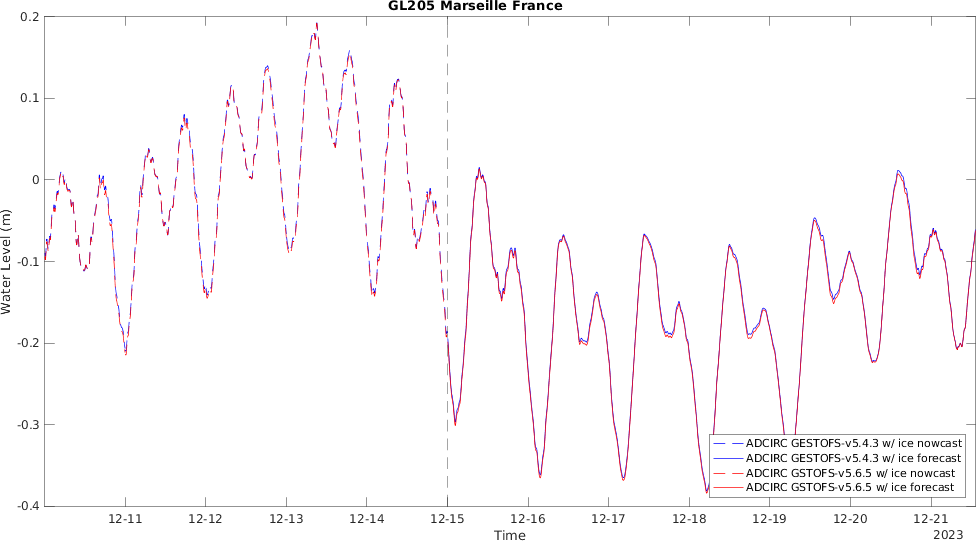 GL205 Marseille France
0.2
0.1
0
-0.1
-0.2
-0.3
-0.4
Water Level (m)
12-11 12-12 12-13 12-14 12-15 12-16 12-17 12-18 12-19 12-20 12-21
Time
2023
ADCIRC GESTOFS-v5.4.3 w/ ice nowcast
ADCIRC GESTOFS-v5.4.3 w/ ice forecast
ADCIRC GSTOFS-v5.6.5 w/ ice nowcast
ADCIRC GSTOFS-v5.6.5 w/ ice forecast